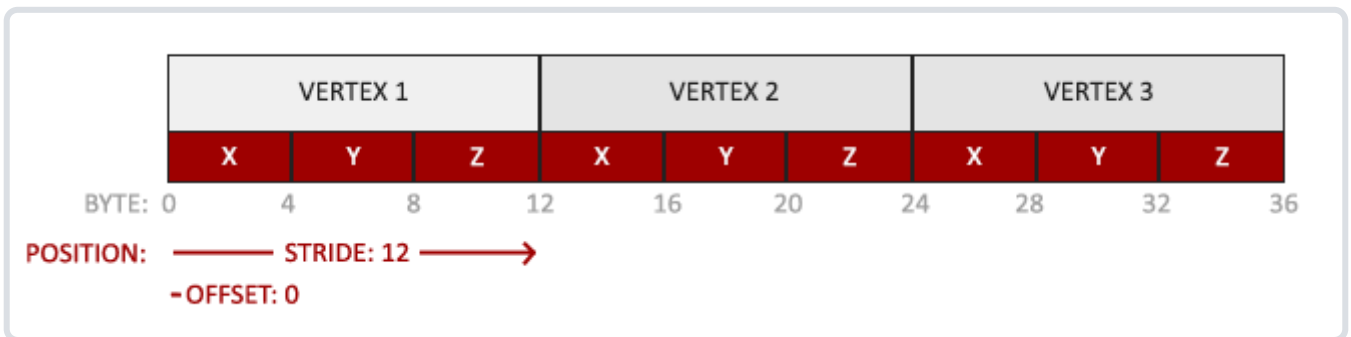 VERTEX 1 VERTEX 2 VERTEX 3
X Y Z X Y Z X Y Z
BYTE: 0 4 8 12 16 20 24 28 32 36
POSITION: STRIDE: 12
-OFFSET: 0